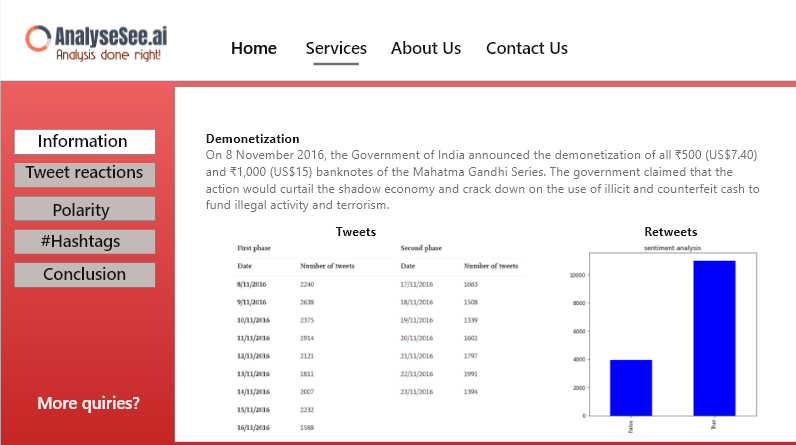 AnalyseSee.ai
Analysis done right!
Home Services About Us Contact Us
Information
Tweet reactions
Polarity
#Hashtags
Conclusion
More quiries?
Demonetization
On 8 November 2016, the Government of India announced the demonetization of all ₹500 (US$7.40)
and ₹1,000 (US$15) banknotes of the Mahatma Gandhi Series. The government claimed that the
action would curtail the shadow economy and crack down on the use of illicit and counterfeit cash to
fund illegal activity and terrorism.
Tweets
First phase Second phase
Date Number of tweets Date Number of tweets
8/11/2016 2240 17/11/2016 1663
9/11/2016 2638 18/11/2016 1508
10/11/2016 2375 19/11/2016 1339
11/11/2016 1914 20/11/2016 1602
12/11/2016 2121 21/11/2016 1797
13/11/2016 1811 22/11/2016 1991
14/11/2016 2007 23/11/2016 1394
15/11/2016 2232
16/11/2016 1588
Retweets
sentiment analysis
10000
8000
6000
4000
2000
0
False True